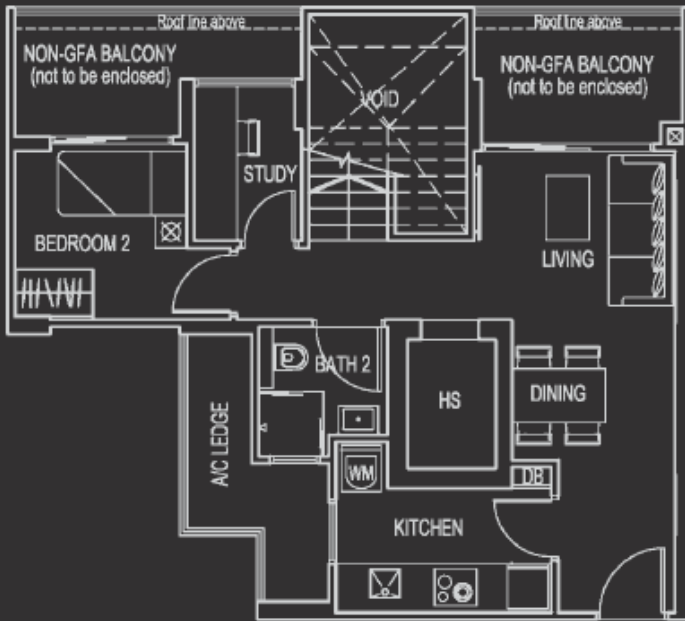 Roof line above
Roof line above
NON-GFA BALCONY
(not to be enclosed)
NON-GFA BALCONY
(not to be enclosed)
VOID
STUDY
BEDROOM 2
LIVING
BATH 2
HS
DINING
A/C LEDGE
WM
DB
KITCHEN